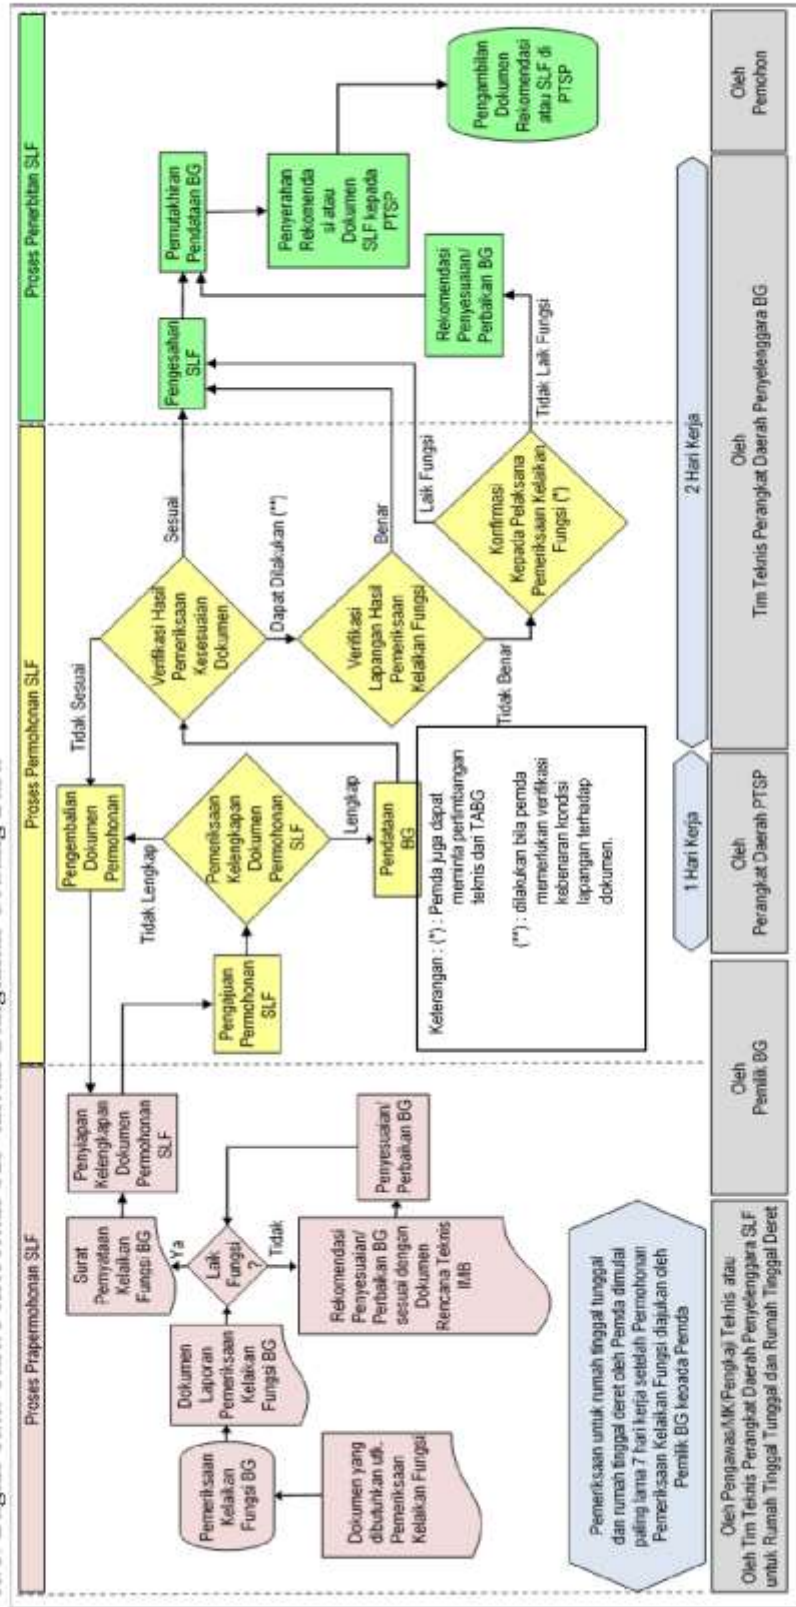 Proses Prapermohonan SLF
Proses Permohonan SLF
Proses Penerbitan SLF
Dokumen yang
dibutuhkan utk.
Pemeriksaan
Kelaikan Fungsi
Pemeriksaan
Kelaikan
Fungsi BG
Dokumen
Laporan
Pemeriksaan
Kelaikan
Fungsi BG
Laik
Fungsi
?
Ya
Tidak
Surat
Pernyataan
Kelaikan
Fungsi BG
Rekomendasi
Penyesuaian/
Perbaikan BG
sesuai dengan
Dokumen
Rencana Teknis
IMB
Penyesuaian/
Perbaikan BG
Penyiapan
Kelengkapan
Dokumen
Permohonan
SLF
Pengajuan
Permohonan
SLF
Pengembalian
Dokumen
Permohonan
Tidak Lengkap
Pemeriksaan
Kelengkapan
Dokumen
Permohonan
SLF
Lengkap
Pendataan
BG
Tidak Sesuai
Verifikasi Hasil
Pemeriksaan
Kesesuaian
Dokumen
Sesuai
Dapat Dilakukan (**)
Verifikasi
Lapangan Hasil
Pemeriksaan
Kelaikan Fungsi
Benar
Tidak Benar
Konfirmasi
Kepada Pelaksana
Pemeriksaan Kelaikan
Fungsi (*)
Laik Fungsi
Tidak Laik Fungsi
Pengesahan
SLF
Rekomendasi
Penyesuaian/
Perbaikan BG
Pemutakhiran
Pendataan BG
Penyerahan
Rekomenda
si atau
Dokumen
SLF kepada
PTSP
Pengambilan
Dokumen
Rekomendasi
atau SLF di
PTSP
Keterangan : (*) : Pemda juga dapat
meminta pertimbangan
teknis dari TABG
(**) : dilakukan bila pemda
memerlukan verifikasi
kebenaran kondisi
lapangan terhadap
dokumen.
Pemeriksaan untuk rumah tinggal tunggal
dan rumah tinggal deret oleh Pemda dimulai
paling lama 7 hari kerja setelah Permohonan
Pemeriksaan Kelaikan Fungsi diajukan oleh
Pemilik BG kepada Pemda
1 Hari Kerja
2 Hari Kerja
Oleh Pengawas/MK/Pengkaji Teknis atau
Oleh Tim Teknis Perangkat Daerah Penyelenggara SLF
untuk Rumah Tinggal Tunggal dan Rumah Tinggal Deret
Oleh
Pemilik BG
Oleh
Perangkat Daerah PTSP
Oleh
Tim Teknis Perangkat Daerah Penyelenggara BG
Oleh
Pemohon